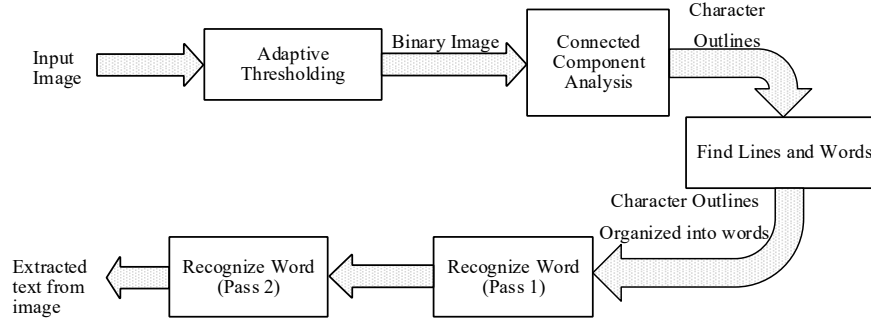 Input
Image
Adaptive
Thresholding
Binary Image
Connected
Component
Analysis
Character
Outlines
Find Lines and Words
Character Outlines
Organized into words
Recognize Word
(Pass 1)
Recognize Word
(Pass 2)
Extracted
text from
image